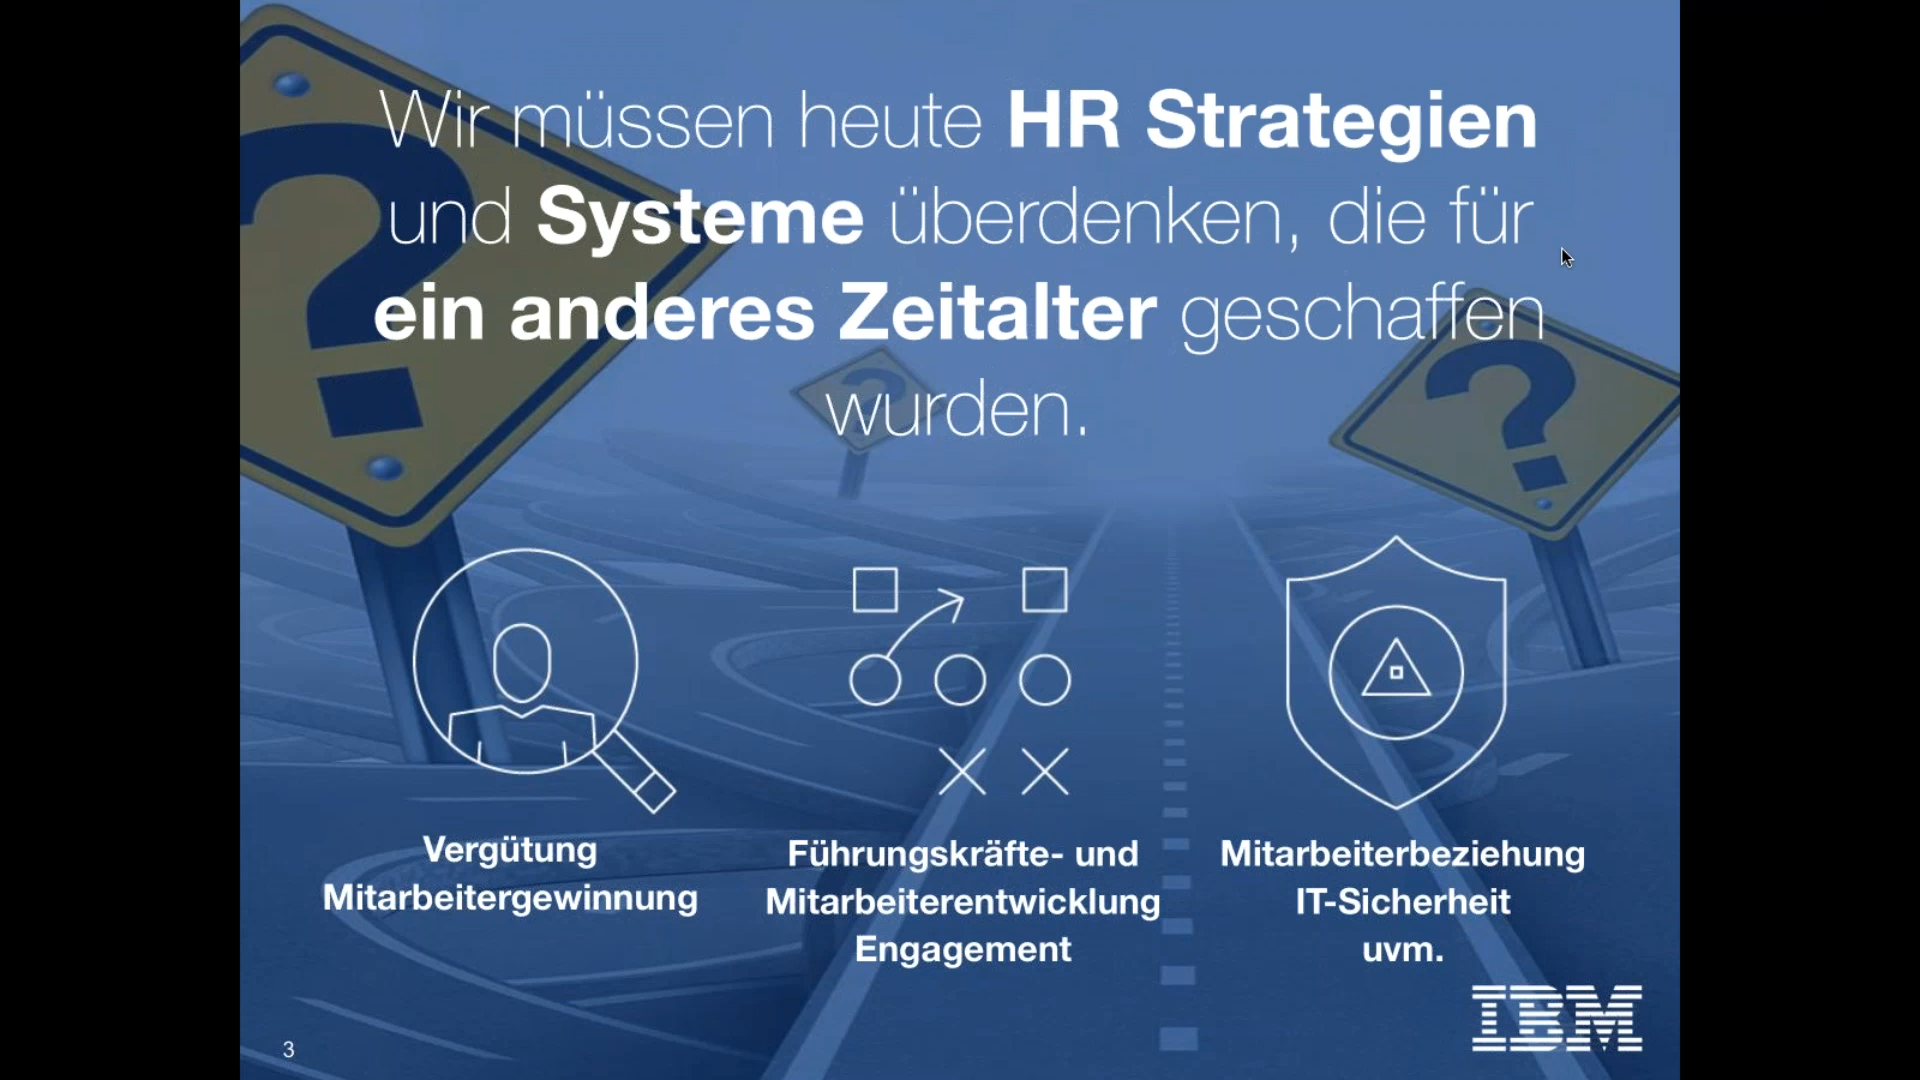 Wir müssen heute HR Strategien
und Systeme überdenken, die für
ein anderes Zeitalter geschaffen
wurden.
Vergütung
Mitarbeitergewinnung
Führungskräfte- und
Mitarbeiterentwicklung
Engagement
Mitarbeiterbeziehung
IT-Sicherheit
uvm.
IBM
3